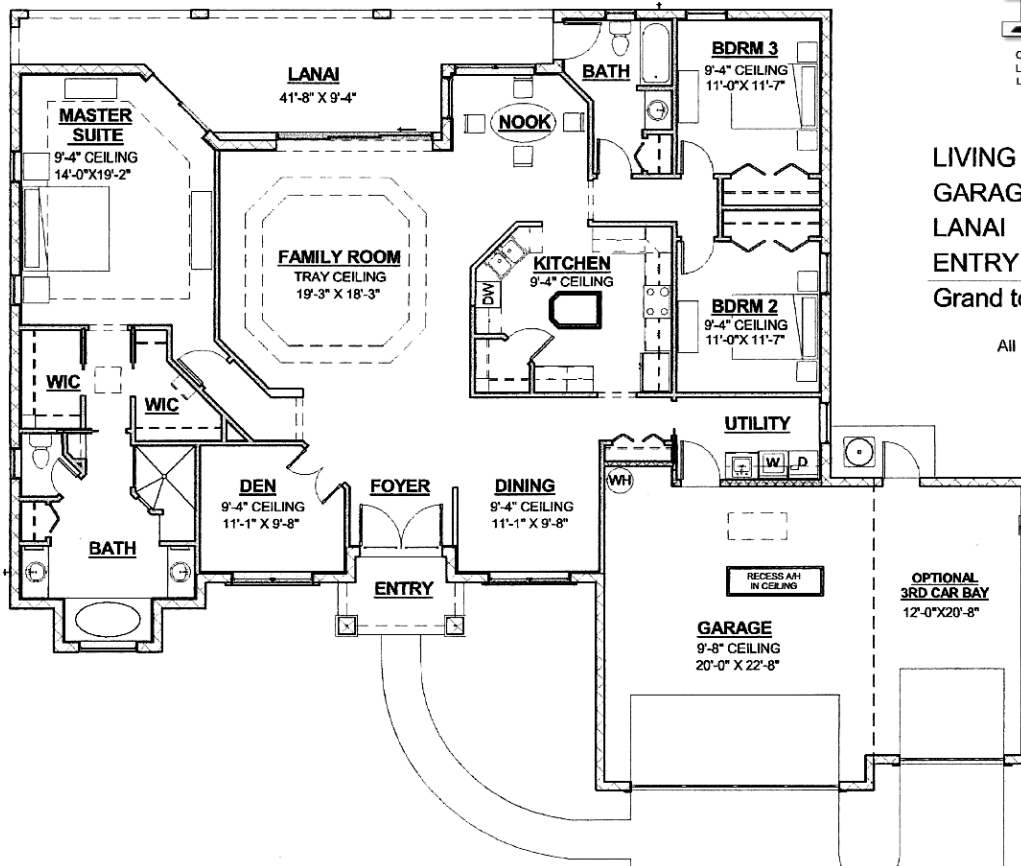 LANAI
41'-8" X 9'-4"
BATH
BDRM 3
9'-4" CEILING
11'-0"X 11'-7"
MASTER
SUITE
9'-4" CEILING
14'-0"X19'-2"
NOOK
LIVING
GARAG
LANAI
ENTRY
Grand to
All
FAMILY ROOM
TRAY CEILING
19'-3" X 18'-3"
KITCHEN
9'-4" CEILING
DW
BDRM 2
9'-4" CEILING
11'-0"X 11'-7"
WIC
WIC
UTILITY
W
D
WH
DEN
9'-4" CEILING
11'-1" X 9'-8"
FOYER
DINING
9'-4" CEILING
11'-1" X 9'-8"
BATH
ENTRY
RECESS A/H
IN CEILING
OPTIONAL
3RD CAR BAY
12'-0"X20'-8"
GARAGE
9'-8" CEILING
20'-0" X 22'-8"